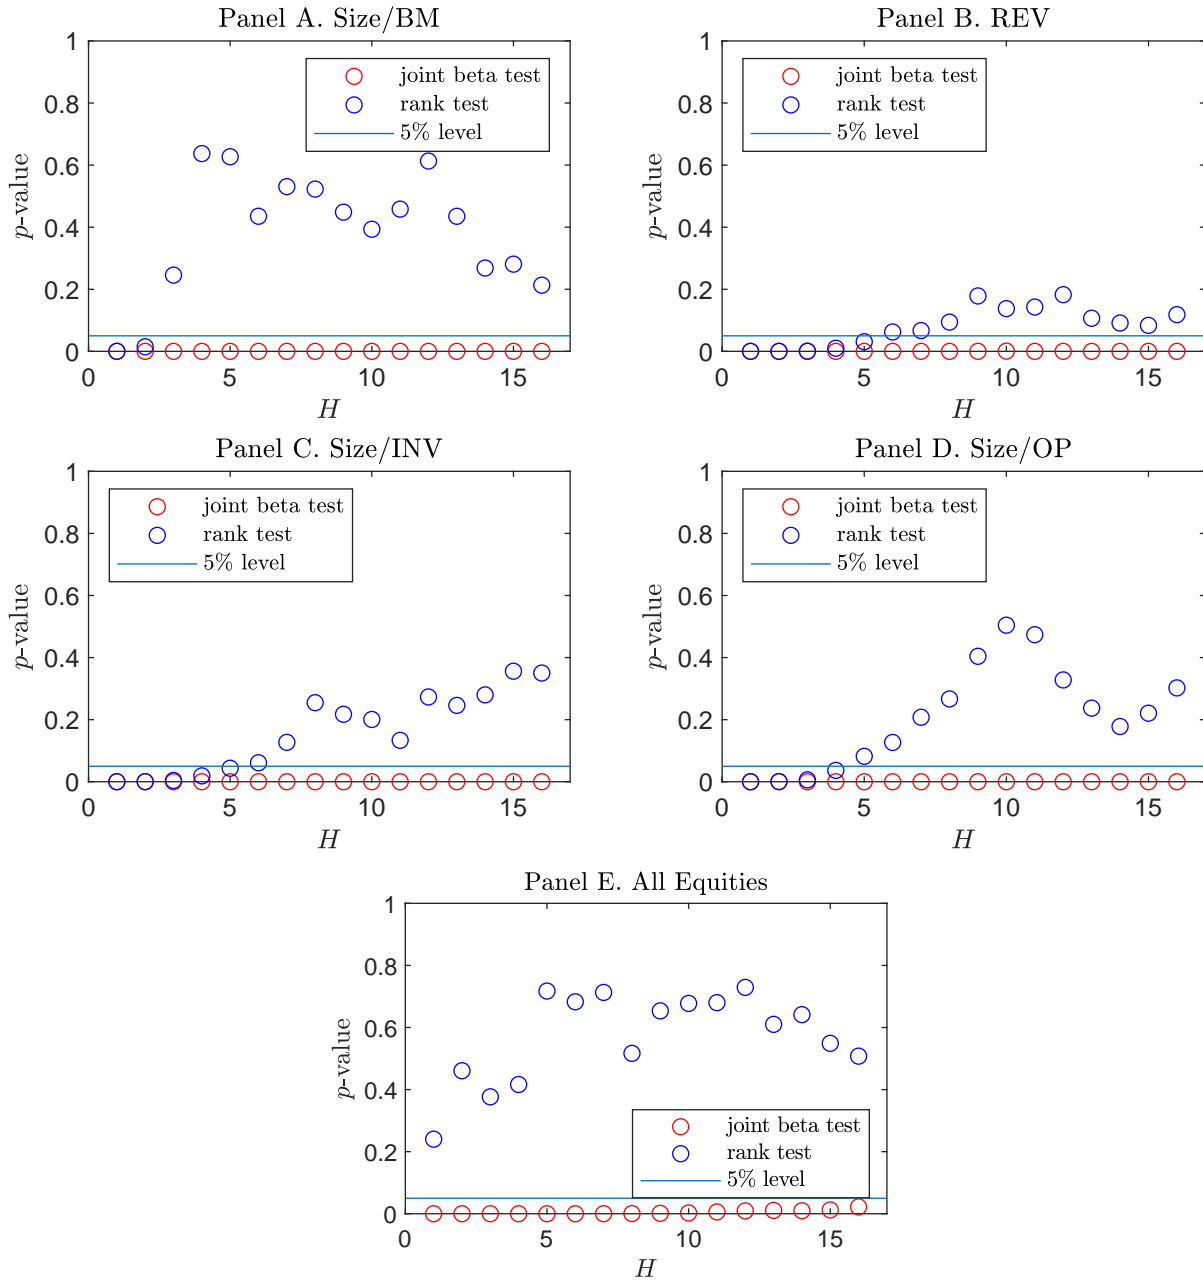 Panel A. Size/BM
1
0.8
0.6
0.4
0.2
0
p-value
joint beta test
rank test
5% level
0 5 10 15
H
Panel B. REV
1
0.8
0.6
0.4
0.2
0
p-value
joint beta test
rank test
5% level
0 5 10 15
H
Panel C. Size/INV
1
0.8
0.6
0.4
0.2
0
p-value
joint beta test
rank test
5% level
0 5 10 15
H
Panel D. Size/OP
1
0.8
0.6
0.4
0.2
0
p-value
joint beta test
rank test
5% level
0 5 10 15
H
Panel E. All Equities
1
0.8
0.6
0.4
0.2
0
p-value
joint beta test
rank test
5% level
0 5 10 15
H